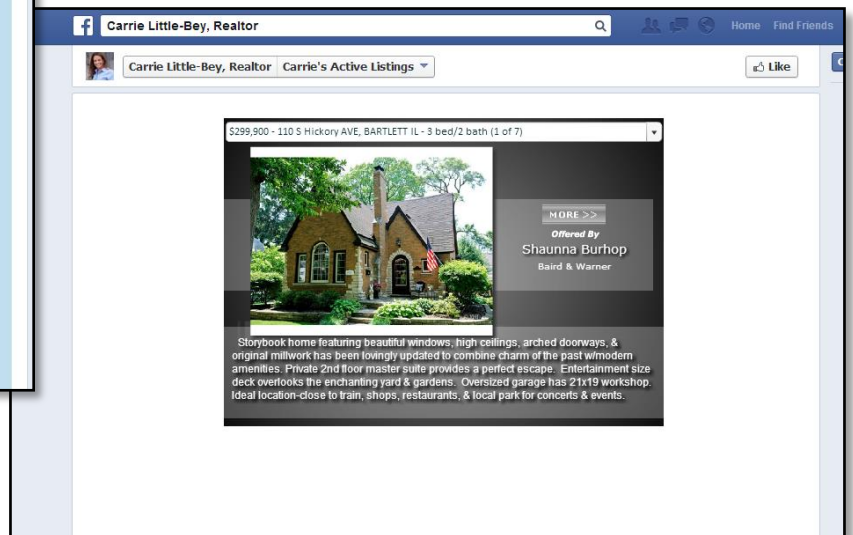 Carrie Little-Bey, Realtor
Home Find Friends
Carrie Little-Bey, Realtor Carrie's Active Listings
Like
$299,900 - 110 S Hickory AVE, BARTLETT IL - 3 bed/2 bath (1 of 7)
MORE >>
Offered By
Shaunna Burhop
Baird & Warner
Storybook home featuring beautiful windows, high ceilings, arched doorways, &
original millwork has been lovingly updated to combine charm of the past w/modern
amenities. Private 2nd floor master suite provides a perfect escape. Entertainment size
deck overlooks the enchanting yard & gardens. Oversized garage has 21x19 workshop.
Ideal location-close to train, shops, restaurants, & local park for concerts & events.